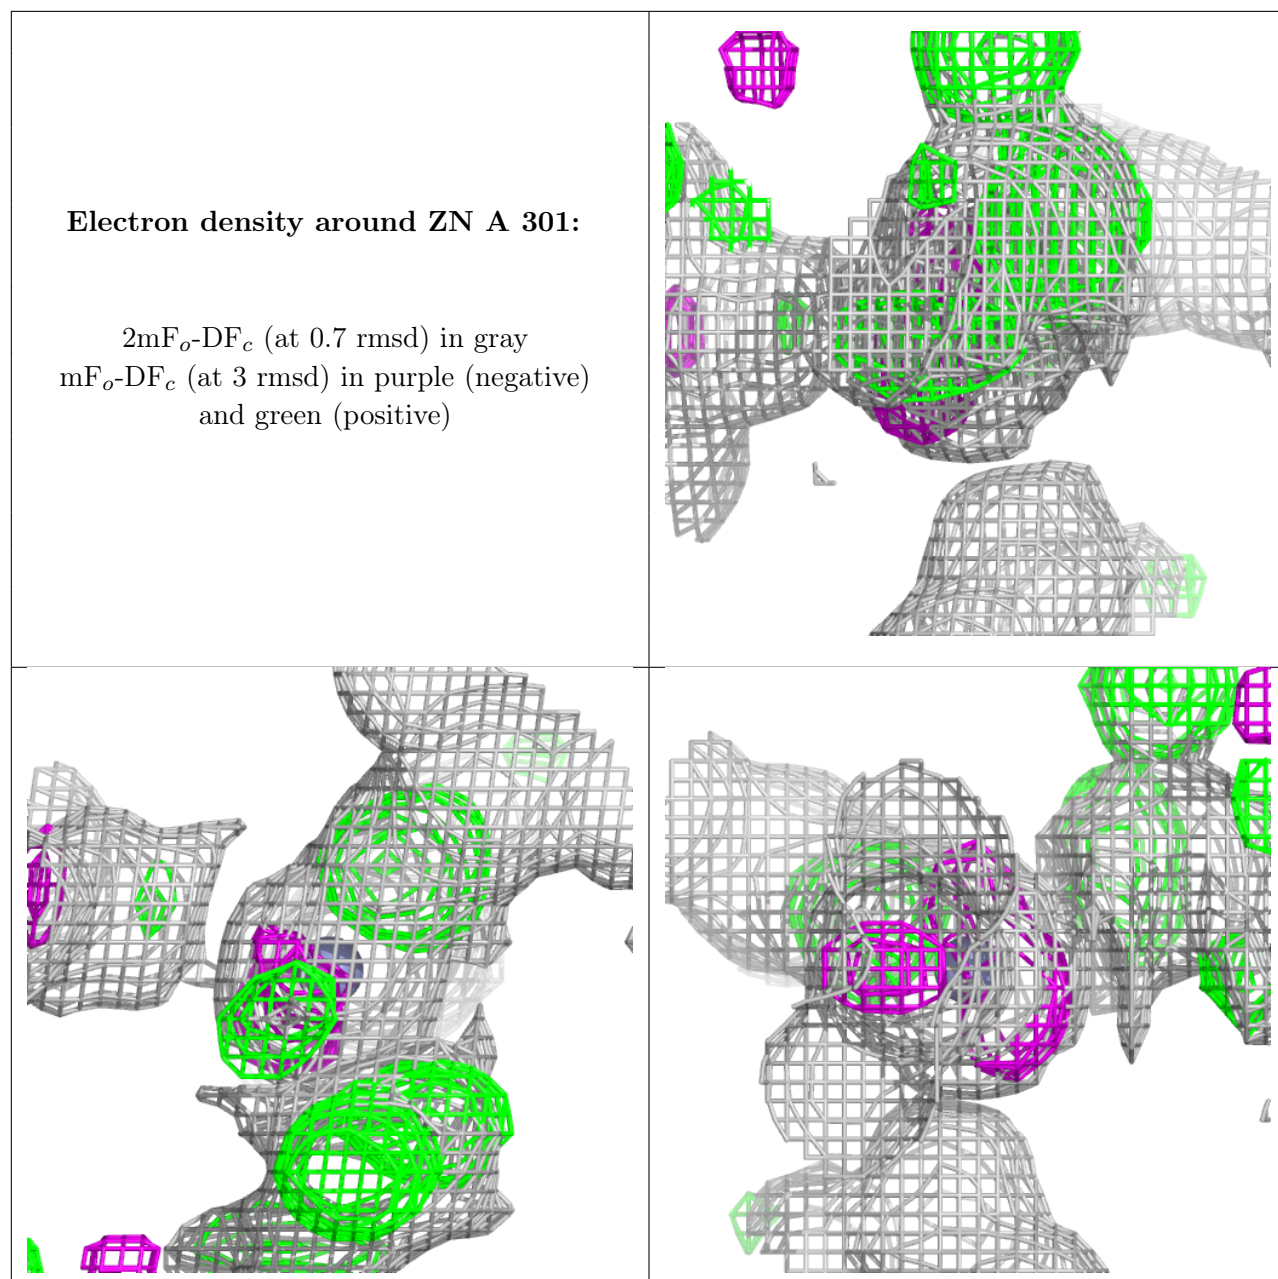 Electron density around ZN A 301:
2mFo-DFc (at 0.7 rmsd) in gray
mFo-DFc (at 3 rmsd) in purple (negative)
and green (positive)